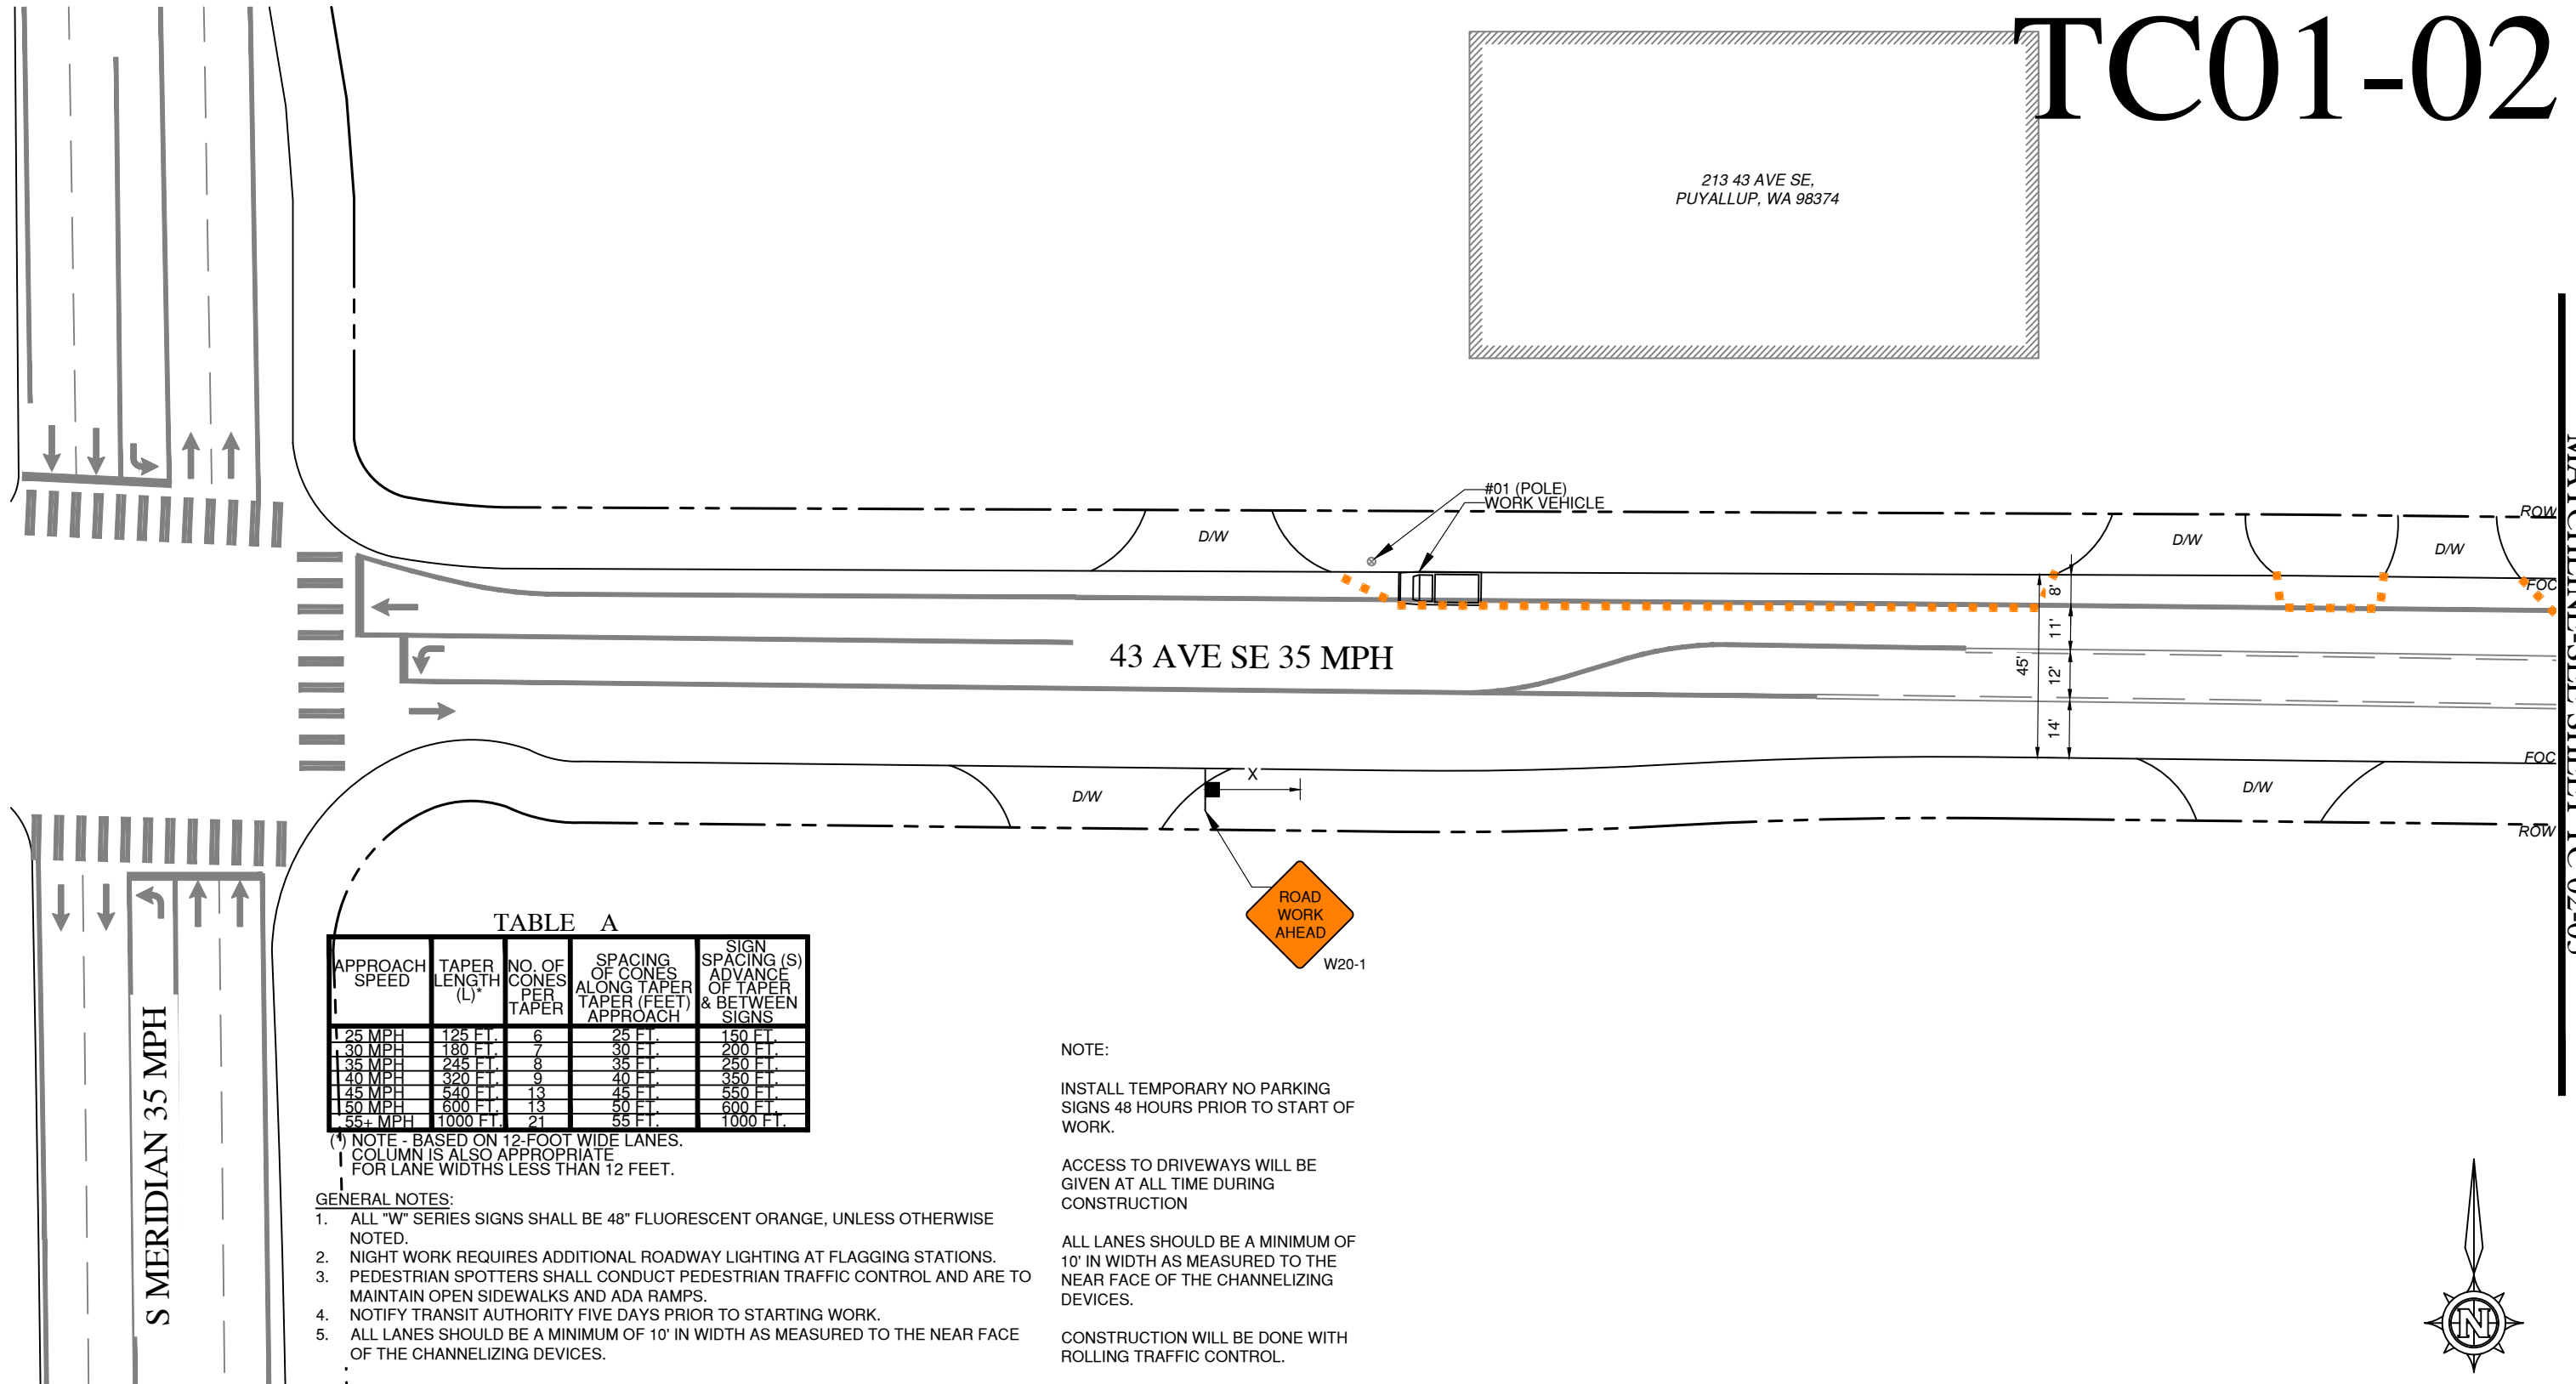 TC01-02
213 43 AVE SE,
PUYALLUP, WA 98374
#01 (POLE)
WORK VEHICLE
D/W
D/W
D/W
ROW
FOC
8'
11'
12'
14'
45'
43 AVE SE 35 MPH
FOC
ROW
D/W
D/W
X
ROAD
WORK
AHEAD
W20-1
MATCHLINE-SEE SHEET TC 02-03
S MERIDIAN 35 MPH
TABLE A
APPROACH
SPEED
TAPER
LENGTH
(L)*
NO. OF
CONES
PER
TAPER
SPACING
OF CONES
ALONG TAPER
TAPER (FEET)
APPROACH
SIGN
SPACING (S)
ADVANCE
OF TAPER
& BETWEEN
SIGNS
25 MPH 125 FT. 6 25 FT. 150 FT.
30 MPH 180 FT. 7 30 FT. 200 FT.
35 MPH 245 FT. 8 35 FT. 250 FT.
40 MPH 320 FT. 9 40 FT. 350 FT.
45 MPH 540 FT. 13 45 FT. 550 FT.
50 MPH 600 FT. 13 50 FT. 600 FT.
55+ MPH 1000 FT. 21 55 FT. 1000 FT.
(*) NOTE - BASED ON 12-FOOT WIDE LANES.
COLUMN IS ALSO APPROPRIATE
FOR LANE WIDTHS LESS THAN 12 FEET.
GENERAL NOTES:
1. ALL "W" SERIES SIGNS SHALL BE 48" FLUORESCENT ORANGE, UNLESS OTHERWISE
NOTED.
2. NIGHT WORK REQUIRES ADDITIONAL ROADWAY LIGHTING AT FLAGGING STATIONS.
3. PEDESTRIAN SPOTTERS SHALL CONDUCT PEDESTRIAN TRAFFIC CONTROL AND ARE TO
MAINTAIN OPEN SIDEWALKS AND ADA RAMPS.
4. NOTIFY TRANSIT AUTHORITY FIVE DAYS PRIOR TO STARTING WORK.
5. ALL LANES SHOULD BE A MINIMUM OF 10' IN WIDTH AS MEASURED TO THE NEAR FACE
OF THE CHANNELIZING DEVICES.
NOTE:
INSTALL TEMPORARY NO PARKING
SIGNS 48 HOURS PRIOR TO START OF
WORK.
ACCESS TO DRIVEWAYS WILL BE
GIVEN AT ALL TIME DURING
CONSTRUCTION
ALL LANES SHOULD BE A MINIMUM OF
10' IN WIDTH AS MEASURED TO THE
NEAR FACE OF THE CHANNELIZING
DEVICES.
CONSTRUCTION WILL BE DONE WITH
ROLLING TRAFFIC CONTROL.
N